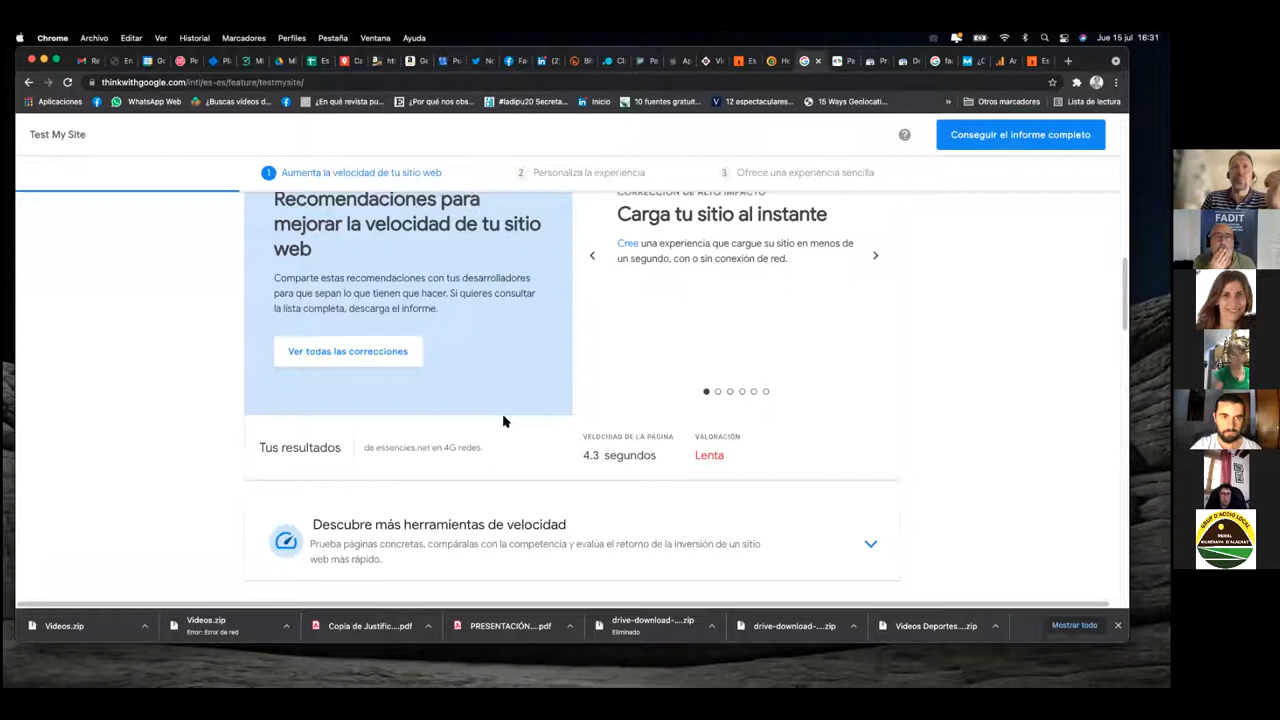 Chrome Archivo Editar Ver Historial Marcadores Perfiles Pestaña Ventana Ayuda
Jue 15 jul 16:31
thinkwithgoogle.com/intl/es-es/feature/testmysite/
Aplicaciones
WhatsApp Web
¿Buscas vídeos d...
¿En qué revista pu...
¿Por qué nos obs...
#ladipu20 Secreta...
Inicio
10 fuentes gratuit...
12 espectaculares...
15 Ways Geolocati...
»
Otros marcadores
Lista de lectura
Test My Site
Conseguir el informe completo
1 Aumenta la velocidad de tu sitio web
2 Personaliza la experiencia
3 Ofrece una experiencia sencilla
Recomendaciones para
mejorar la velocidad de tu sitio
web
Comparte estas recomendaciones con tus desarrolladores
para que sepan lo que tienen que hacer. Si quieres consultar
la lista completa, descarga el informe.
Ver todas las correcciones
CORRECCIÓN DE ALTO IMPACTO
Carga tu sitio al instante
Cree una experiencia que cargue su sitio en menos de
un segundo, con o sin conexión de red.
Tus resultados
de essencies.net en 4G redes.
VELOCIDAD DE LA PÁGINA
4.3 segundos
VALORACIÓN
Lenta
Descubre más herramientas de velocidad
Prueba páginas concretas, compáralas con la competencia y evalúa el retorno de la inversión de un sitio
web más rápido.
Videos.zip
Videos.zip
Error: Error de red
Copia de Justific....pdf
PRESENTACIÓN....pdf
drive-download-....zip
Eliminado
drive-download-....zip
Videos Deportes....zip
Mostrar todo
FADIT
GRUP D'ACCIÓ LOCAL
RURAL